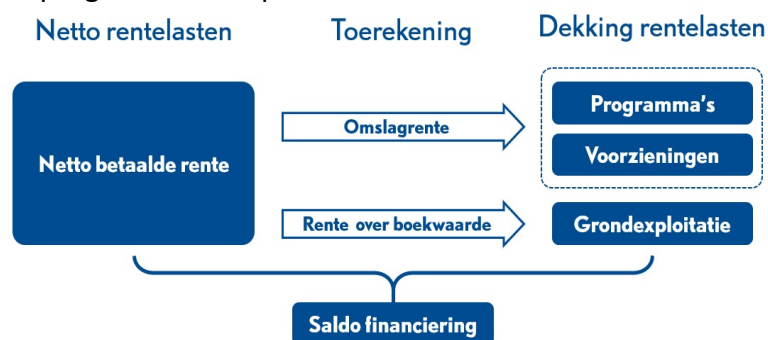 Netto rentelasten
Toerekening
Dekking rentelasten
Netto betaalde rente
Omslagrente
Programma's
Voorzieningen
Rente over boekwaarde
Grondexploitatie
Saldo financiering